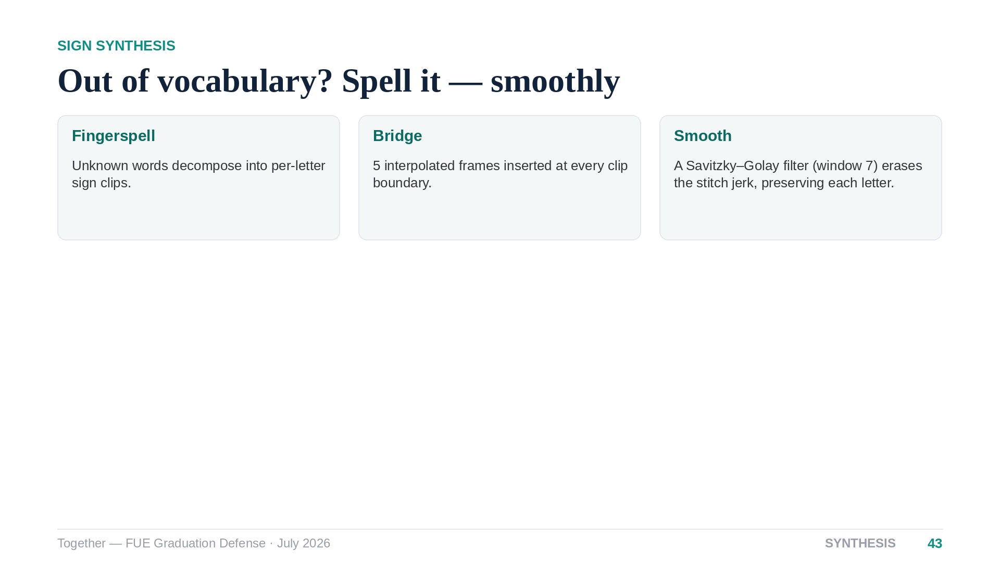 SIGN SYNTHESIS
Out of vocabulary? Spell it — smoothly
Fingerspell
Unknown words decompose into per-letter
sign clips.
Bridge
5 interpolated frames inserted at every clip
boundary.
Smooth
A Savitzky–Golay filter (window 7) erases
the stitch jerk, preserving each letter.
Together — FUE Graduation Defense · July 2026
SYNTHESIS
43